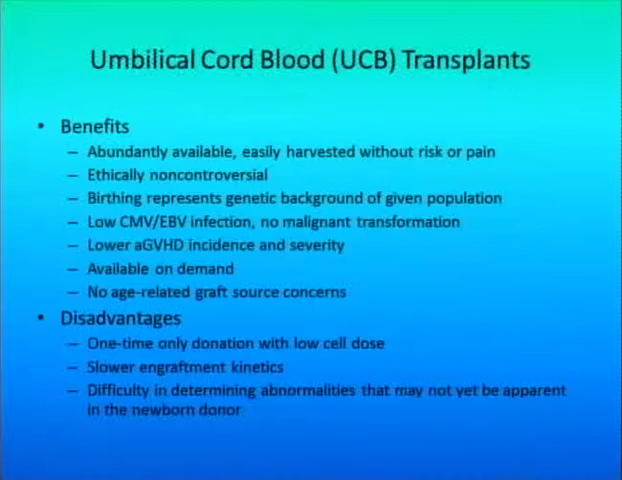 Umbilical Cord Blood (UCB) Transplants
• Benefits
– Abundantly available, easily harvested without risk or pain
– Ethically noncontroversial
– Birthing represents genetic background of given population
– Low CMV/EBV infection, no malignant transformation
– Lower aGVHD incidence and severity
– Available on demand
– No age-related graft source concerns
• Disadvantages
– One-time only donation with low cell dose
– Slower engraftment kinetics
– Difficulty in determining abnormalities that may not yet be apparent
in the newborn donor